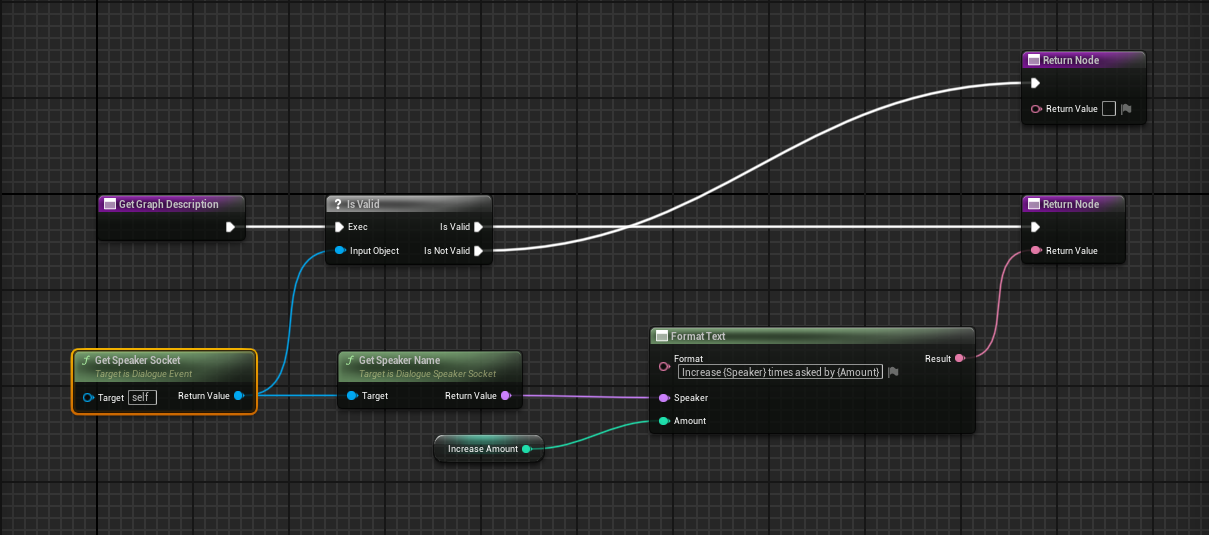 Return Node
Return Value
Get Graph Description
? Is Valid
Exec Is Valid
Input Object Is Not Valid
Return Node
Return Value
f Get Speaker Socket
Target is Dialogue Event
Target self Return Value
f Get Speaker Name
Target is Dialogue Speaker Socket
Target Return Value
Increase Amount
Format Text
Format Result
Increase {Speaker} times asked by {Amount}
Speaker
Amount